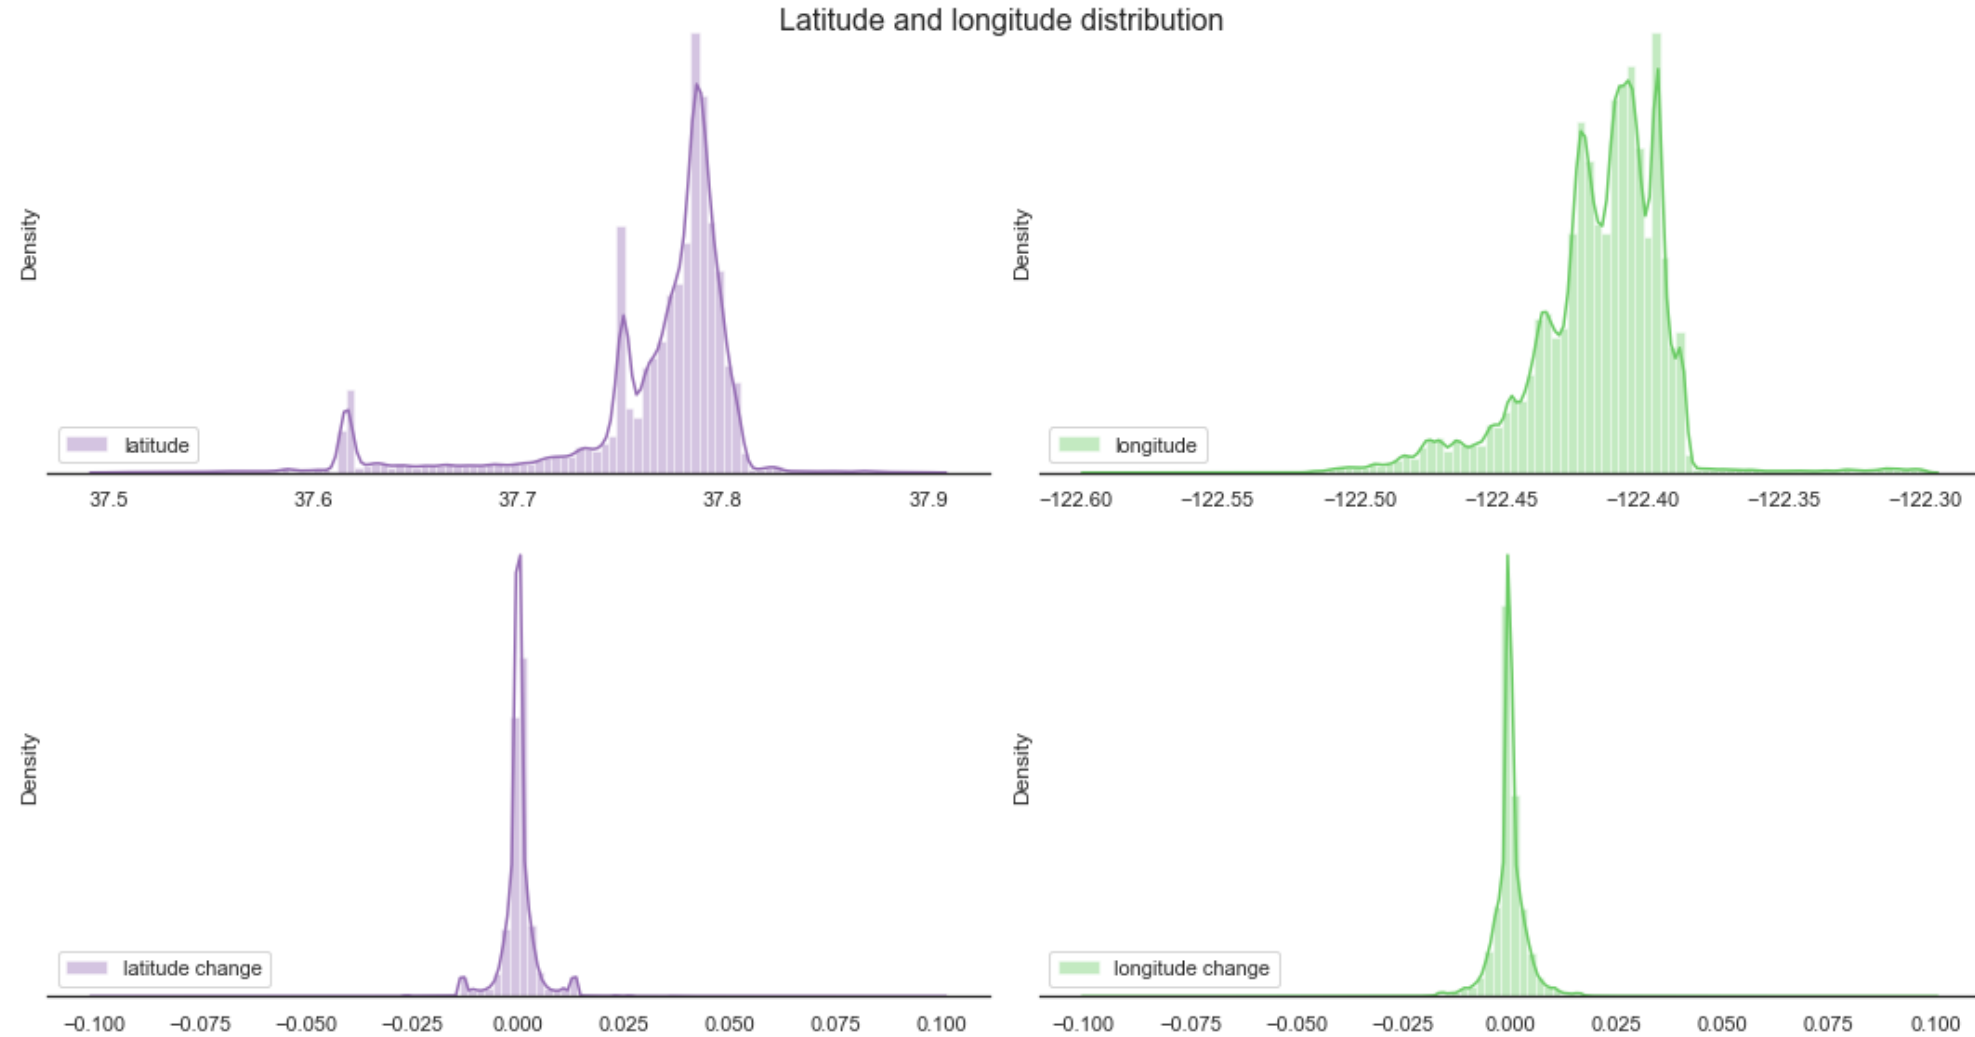 Latitude and longitude distribution
Density
latitude
37.5 37.6 37.7 37.8 37.9
Density
longitude
−122.60 −122.55 −122.50 −122.45 −122.40 −122.35 −122.30
Density
latitude change
−0.100 −0.075 −0.050 −0.025 0.000 0.025 0.050 0.075 0.100
Density
longitude change
−0.100 −0.075 −0.050 −0.025 0.000 0.025 0.050 0.075 0.100